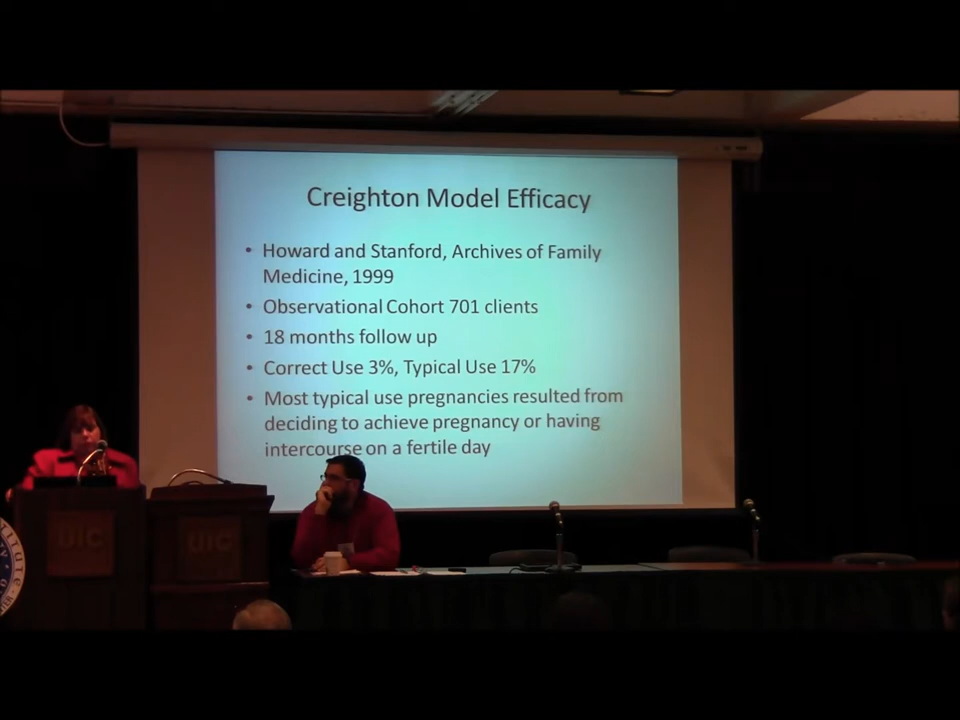 Creighton Model Efficacy
• Howard and Stanford, Archives of Family
Medicine, 1999
• Observational Cohort 701 clients
• 18 months follow up
• Correct Use 3%, Typical Use 17%
• Most typical use pregnancies resulted from
deciding to achieve pregnancy or having
intercourse on a fertile day
UIC
UIC